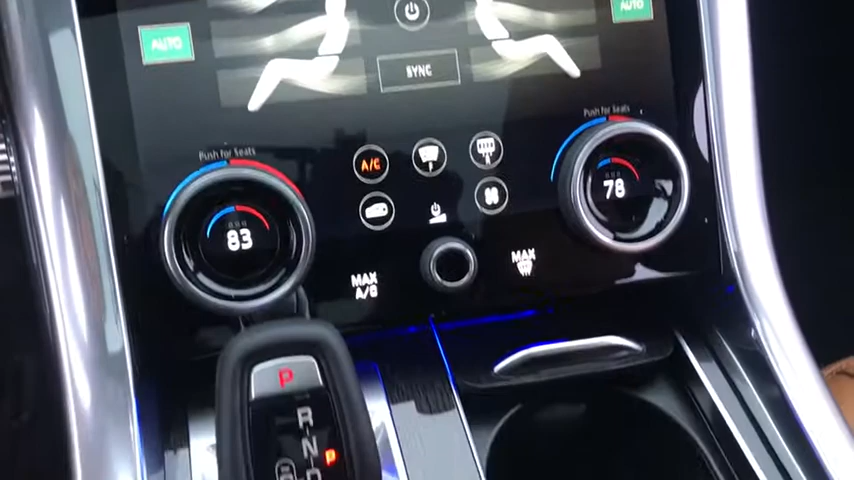 AUTO
AUTO
SYNC
Push for Seats
Push for Seats
A/C
83
78
MAX
A/C
MAX
P
R
N
P
D